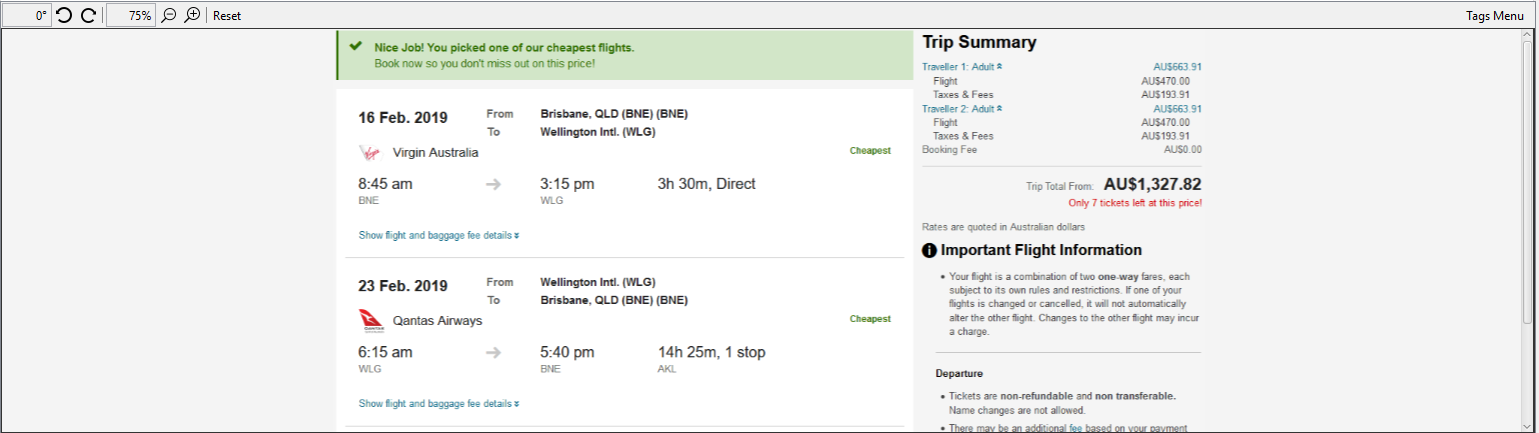 0°
75%
Reset
Tags Menu
Nice Job! You picked one of our cheapest flights.
Book now so you don't miss out on this price!
16 Feb. 2019
From
Brisbane, QLD (BNE) (BNE)
To
Wellington Intl. (WLG)
Virgin Australia
Cheapest
8:45 am
3:15 pm
3h 30m, Direct
BNE
WLG
Show flight and baggage fee details
23 Feb. 2019
From
Wellington Intl. (WLG)
To
Brisbane, QLD (BNE) (BNE)
Qantas Airways
Cheapest
6:15 am
5:40 pm
14h 25m, 1 stop
WLG
BNE
AKL
Show flight and baggage fee details
Trip Summary
Traveller 1: Adult AU$663.91
Flight AU$470.00
Taxes & Fees AU$193.91
Traveller 2: Adult AU$663.91
Flight AU$470.00
Taxes & Fees AU$193.91
Booking Fee AU$0.00
Trip Total From: AU$1,327.82
Only 7 tickets left at this price!
Rates are quoted in Australian dollars
Important Flight Information
• Your flight is a combination of two one-way fares, each
subject to its own rules and restrictions. If one of your
flights is changed or cancelled, it will not automatically
alter the other flight. Changes to the other flight may incur
a charge.
Departure
• Tickets are non-refundable and non transferable.
Name changes are not allowed.
• There may be an additional fee based on your payment